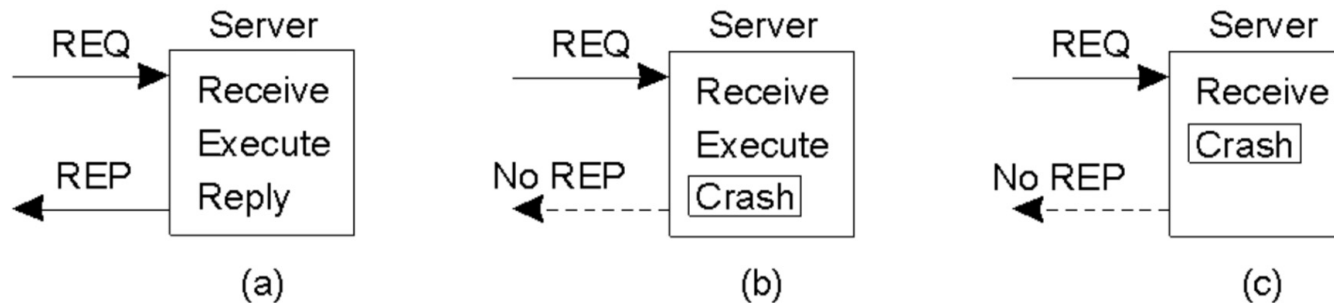 Server
REQ
Receive
Execute
REP
Reply
(a)
Server
REQ
Receive
Execute
No REP
Crash
(b)
Server
REQ
Receive
Crash
No REP
(c)